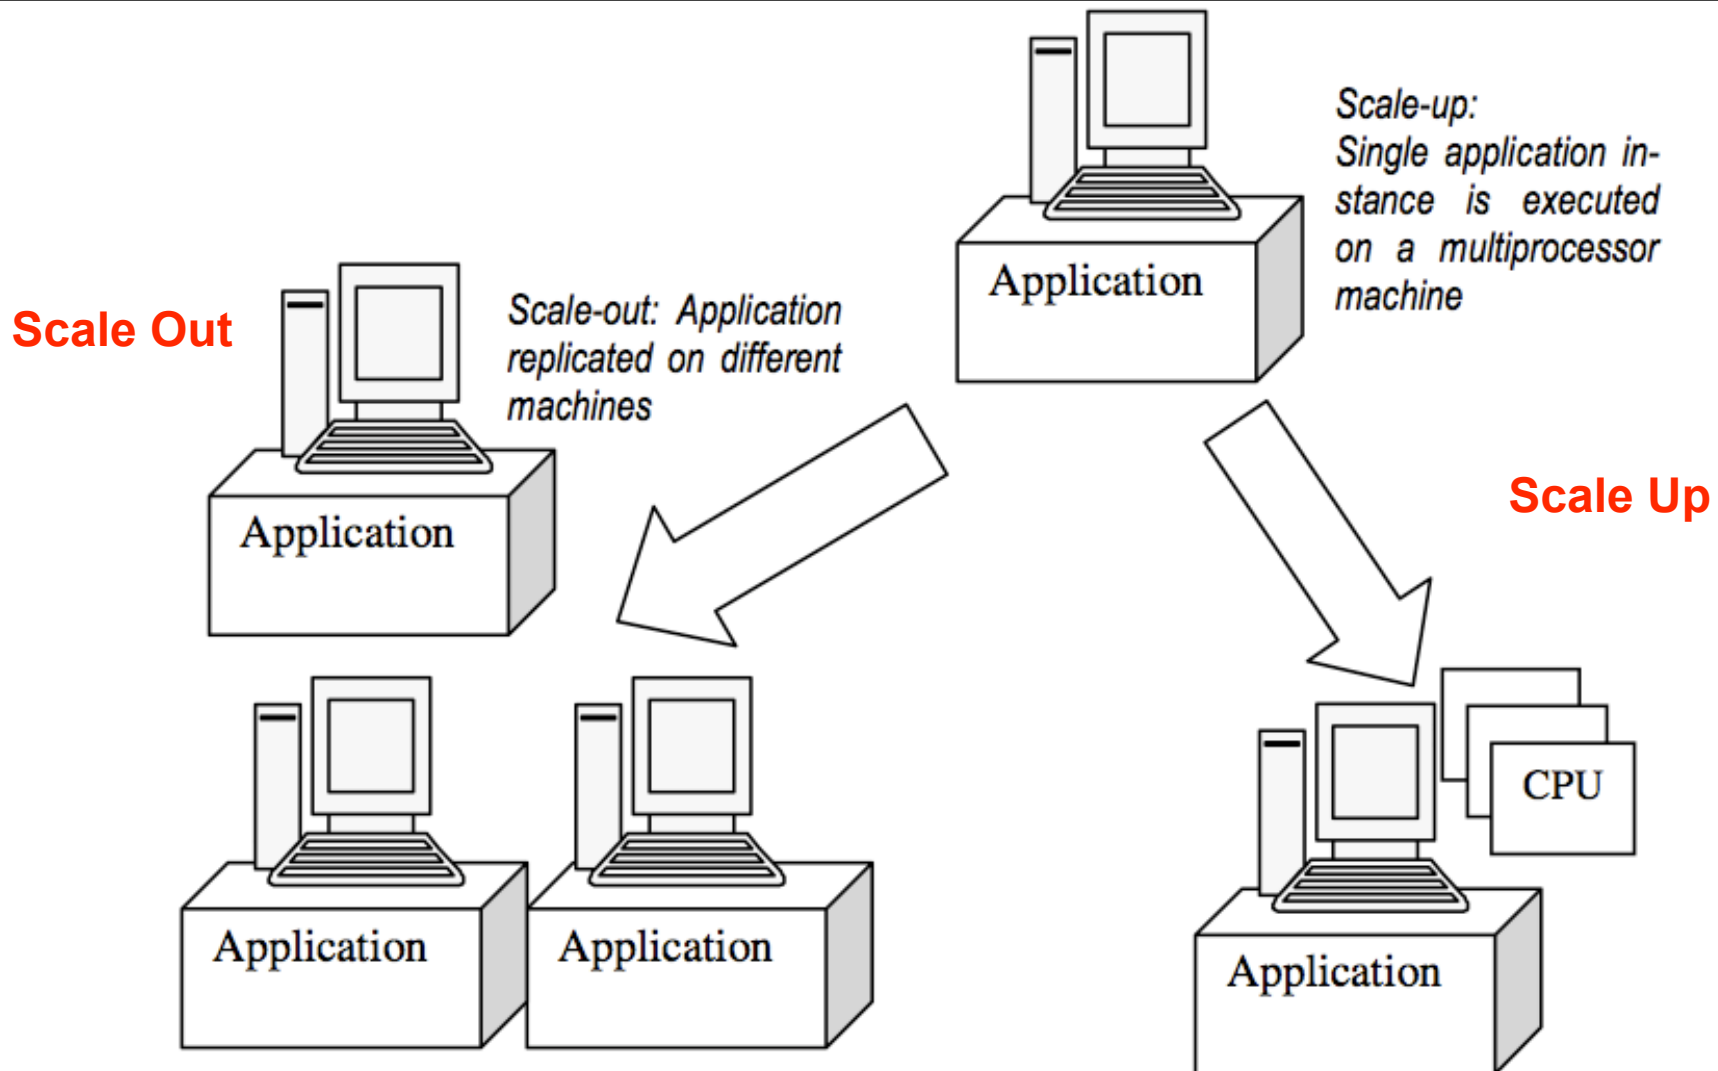 Scale-up:
Single application in-
stance is executed
on a multiprocessor
machine
Application
Scale Out
Scale-out: Application
replicated on different
machines
Application
Scale Up
CPU
Application
Application
Application